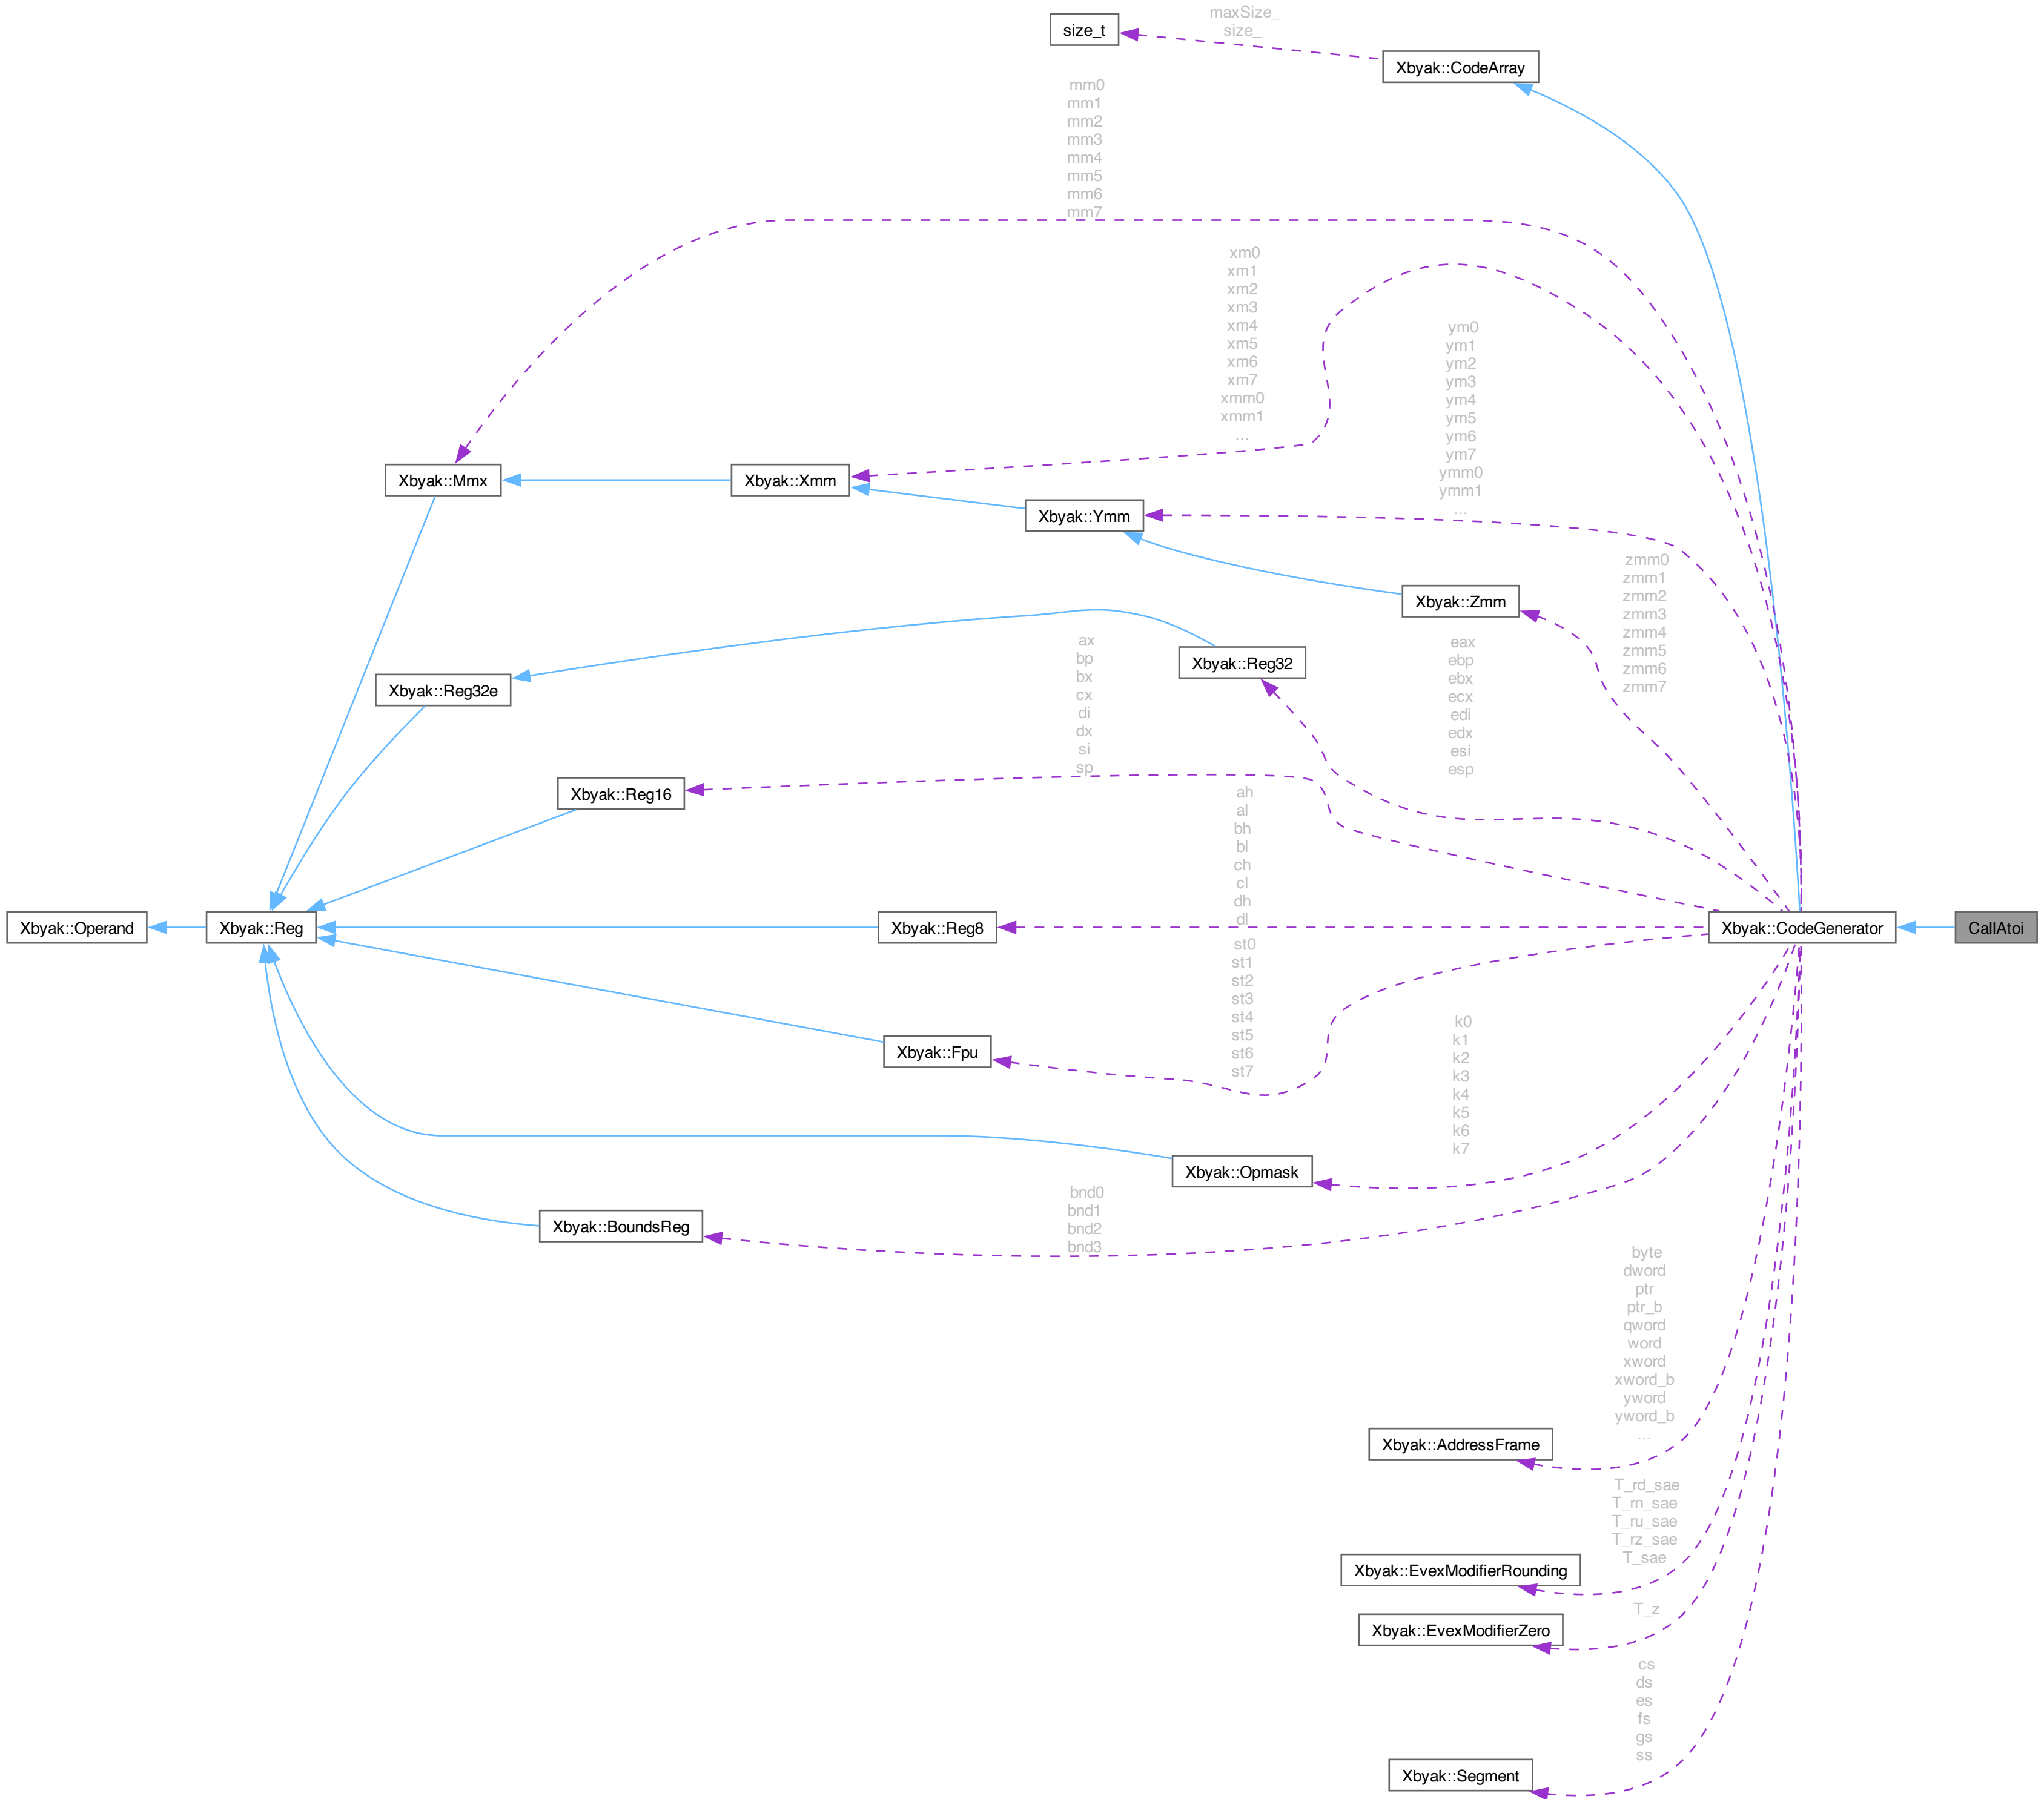 maxSize_
size_
size_t
Xbyak::CodeArray
mm0
mm1
mm2
mm3
mm4
mm5
mm6
mm7
xm0
xm1
xm2
xm3
xm4
xm5
xm6
xm7
xmm0
xmm1
...
ym0
ym1
ym2
ym3
ym4
ym5
ym6
ym7
ymm0
ymm1
...
Xbyak::Mmx
Xbyak::Xmm
Xbyak::Ymm
zmm0
zmm1
zmm2
zmm3
zmm4
zmm5
zmm6
zmm7
Xbyak::Zmm
eax
ebp
ebx
ecx
edi
edx
esi
esp
ax
bp
bx
cx
di
dx
si
sp
Xbyak::Reg32
Xbyak::Reg32e
Xbyak::Reg16
ah
al
bh
bl
ch
cl
dh
dl
Xbyak::Operand
Xbyak::Reg
Xbyak::Reg8
Xbyak::CodeGenerator
CallAtoi
st0
st1
st2
st3
st4
st5
st6
st7
Xbyak::Fpu
k0
k1
k2
k3
k4
k5
k6
k7
Xbyak::Opmask
bnd0
bnd1
bnd2
bnd3
Xbyak::BoundsReg
byte
dword
ptr
ptr_b
qword
word
xword
xword_b
yword
yword_b
...
Xbyak::AddressFrame
T_rd_sae
T_rn_sae
T_ru_sae
T_rz_sae
T_sae
Xbyak::EvexModifierRounding
T_z
Xbyak::EvexModifierZero
cs
ds
es
fs
gs
ss
Xbyak::Segment